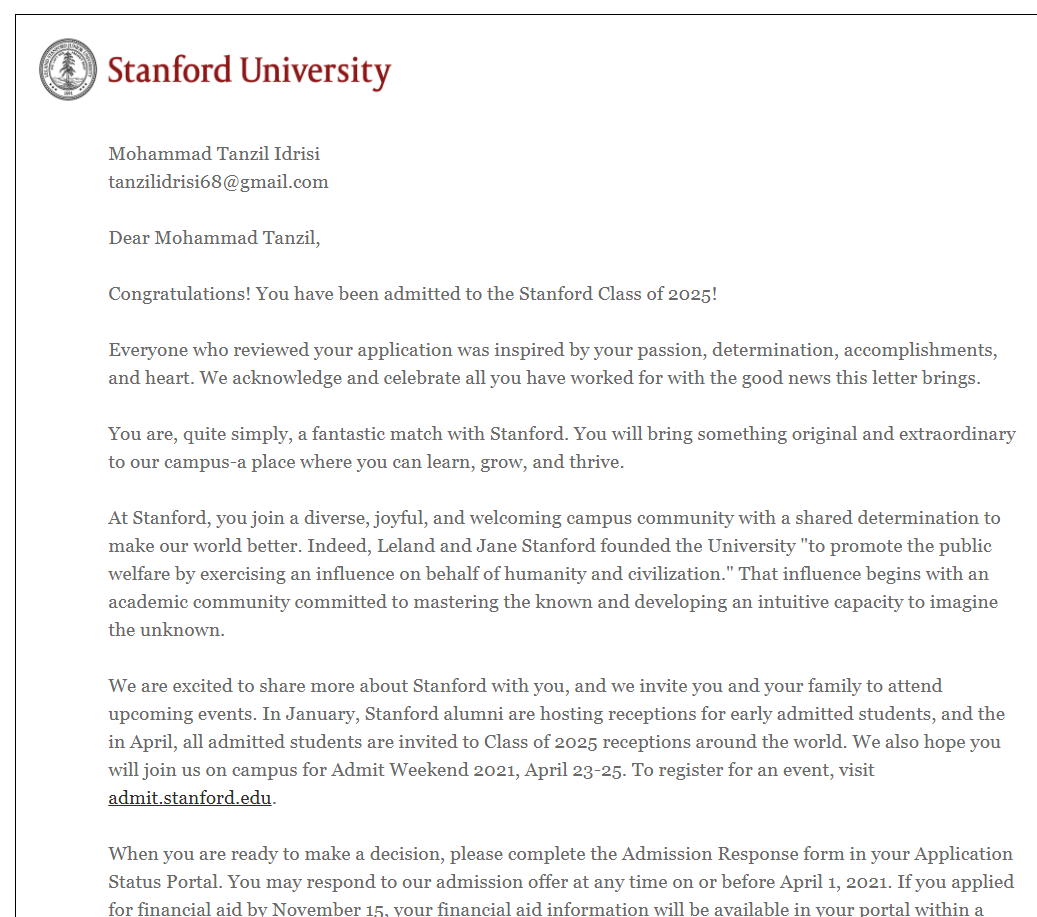 Stanford University
Mohammad Tanzil Idrisi
tanzilidrisi68@gmail.com
Dear Mohammad Tanzil,
Congratulations! You have been admitted to the Stanford Class of 2025!
Everyone who reviewed your application was inspired by your passion, determination, accomplishments,
and heart. We acknowledge and celebrate all you have worked for with the good news this letter brings.
You are, quite simply, a fantastic match with Stanford. You will bring something original and extraordinary
to our campus-a place where you can learn, grow, and thrive.
At Stanford, you join a diverse, joyful, and welcoming campus community with a shared determination to
make our world better. Indeed, Leland and Jane Stanford founded the University "to promote the public
welfare by exercising an influence on behalf of humanity and civilization." That influence begins with an
academic community committed to mastering the known and developing an intuitive capacity to imagine
the unknown.
We are excited to share more about Stanford with you, and we invite you and your family to attend
upcoming events. In January, Stanford alumni are hosting receptions for early admitted students, and the
in April, all admitted students are invited to Class of 2025 receptions around the world. We also hope you
will join us on campus for Admit Weekend 2021, April 23-25. To register for an event, visit
admit.stanford.edu.
When you are ready to make a decision, please complete the Admission Response form in your Application
Status Portal. You may respond to our admission offer at any time on or before April 1, 2021. If you applied
for financial aid by November 15, your financial aid information will be available in your portal within a